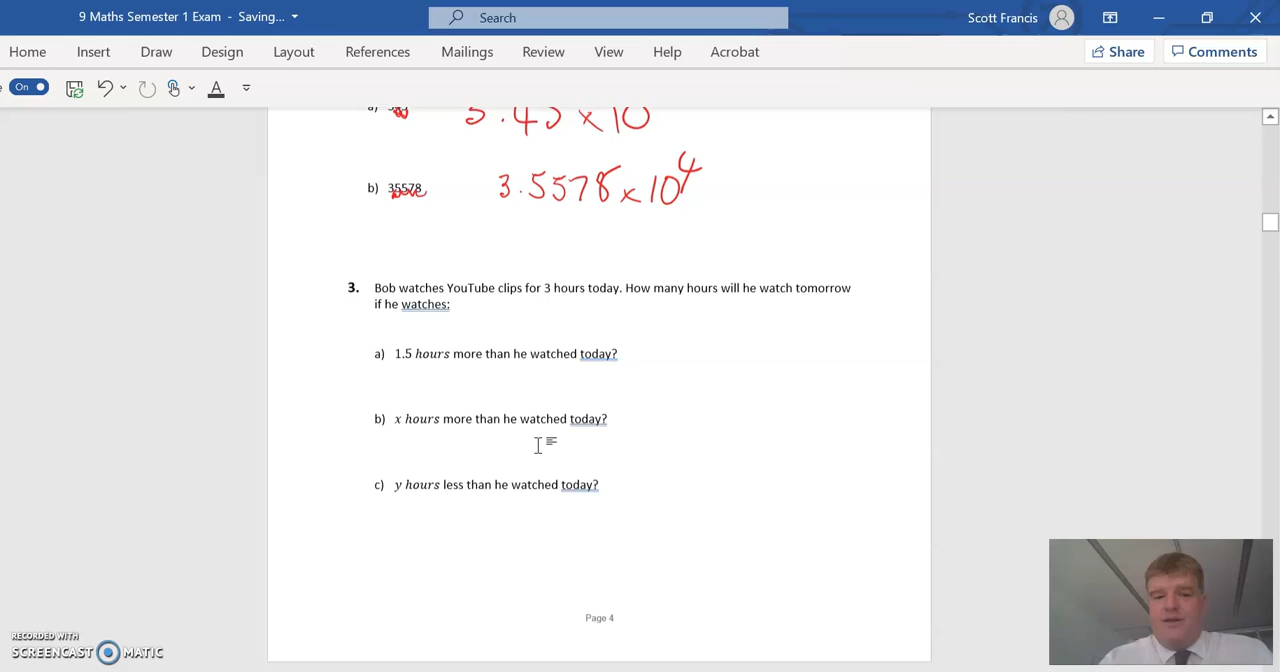 9 Maths Semester 1 Exam - Saving...
Search
Scott Francis
Home Insert Draw Design Layout References Mailings Review View Help Acrobat
Share Comments
On
a)
.45 x 10
b) 35578 3.5578 x 10⁴
3. Bob watches YouTube clips for 3 hours today. How many hours will he watch tomorrow
if he watches:
a) 1.5 hours more than he watched today?
b) x hours more than he watched today?
c) y hours less than he watched today?
Page 4
RECORDED WITH
SCREENCAST MATIC